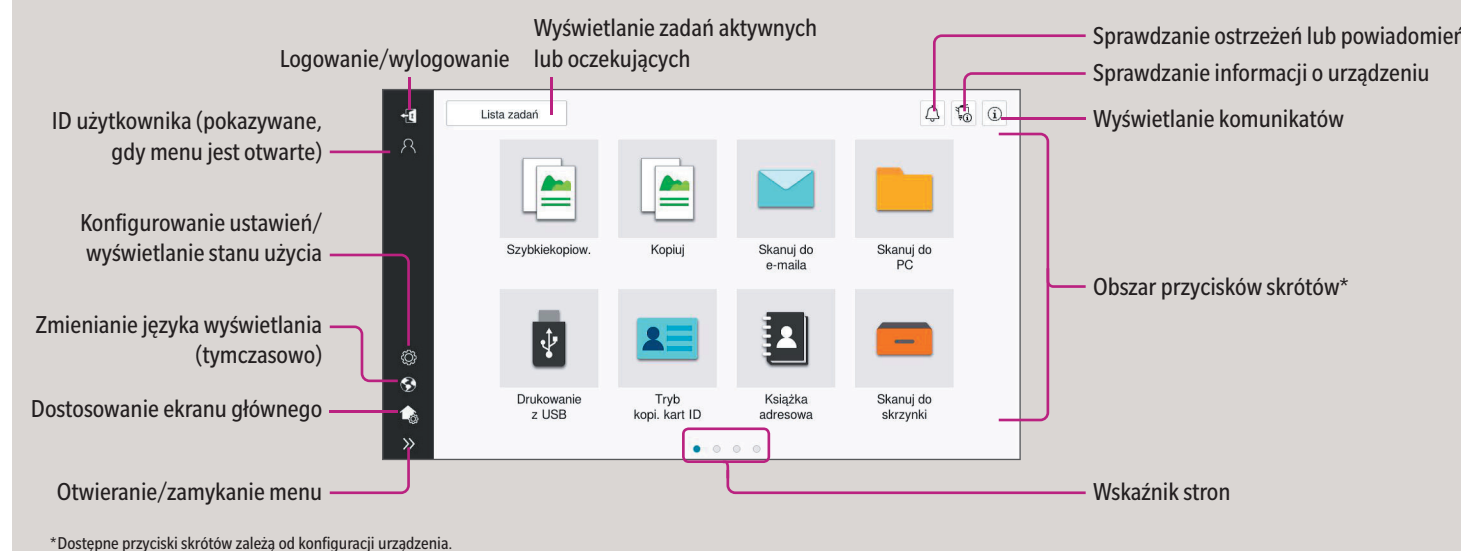 Wyświetlanie zadań aktywnych
lub oczekujących
Logowanie/wylogowanie
Sprawdzanie ostrzeżeń lub powiadomień
Sprawdzanie informacji o urządzeniu
Wyświetlanie komunikatów
ID użytkownika (pokazywane,
gdy menu jest otwarte)
Konfigurowanie ustawień/
wyświetlanie stanu użycia
Zmienianie języka wyświetlania
(tymczasowo)
Dostosowanie ekranu głównego
Otwieranie/zamykanie menu
Lista zadań
Szybkiekopiow.
Kopiuj
Skanuj do
e-maila
Skanuj do
PC
Drukowanie
z USB
Tryb
kopi. kart ID
Książka
adresowa
Skanuj do
skrzynki
Obszar przycisków skrótów*
Wskaźnik stron
*Dostępne przyciski skrótów zależą od konfiguracji urządzenia.